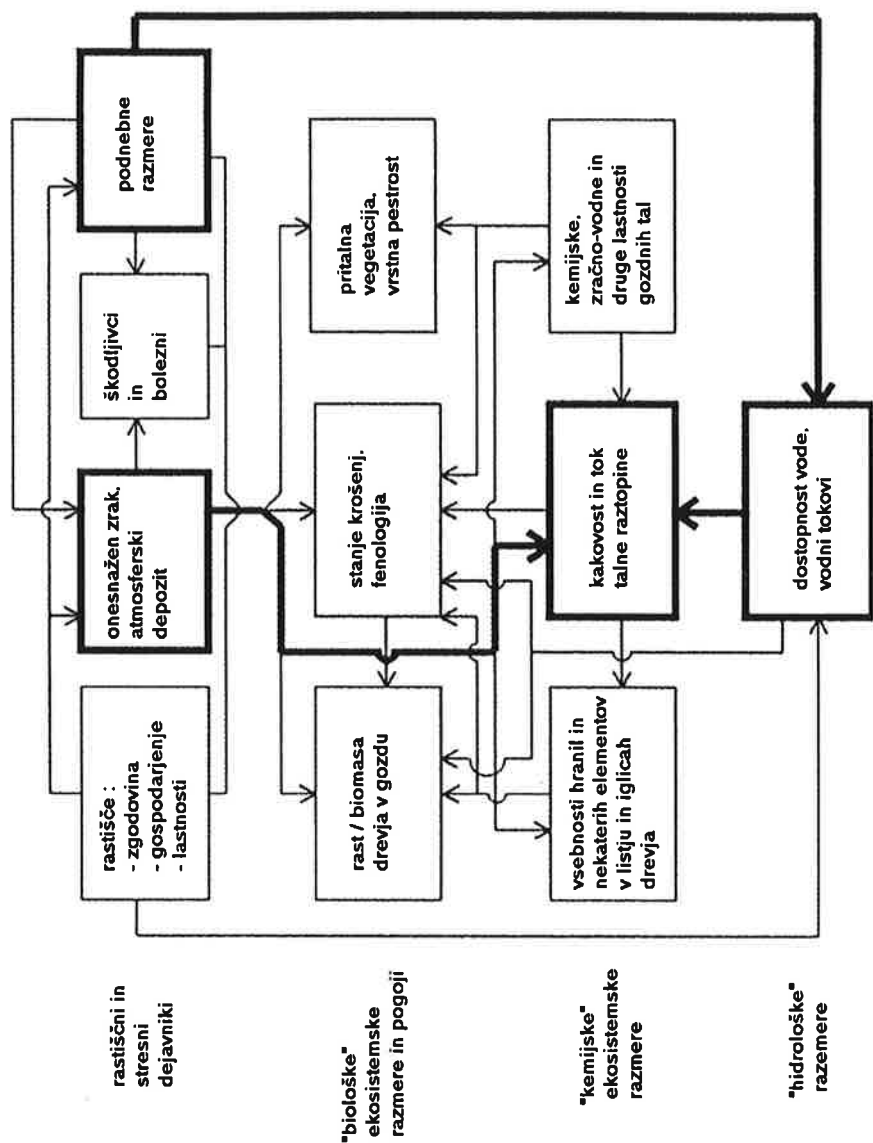 rastiščni in
stresni
dejavniki
rastišče :
- zgodovina
- gospodarjenje
- lastnosti
onesnažen zrak,
atmosferski
depozit
škodljivci
in
bolezni
podnebne
razmere
"biološke"
ekosistemske
razmere in pogoji
rast / biomasa
drevja v gozdu
stanje krošenj,
fenologija
pritalna
vegetacija,
vrstna pestrost
"kemijske"
ekosistemske
razmere
vsebnosti hranil in
nekaterih elementov
v listju in iglicah
drevja
kakovost in tok
talne raztopine
kemijske,
zračno-vodne in
druge lastnosti
gozdnih tal
"hidrološke"
razemere
dostopnost vode,
vodni tokovi